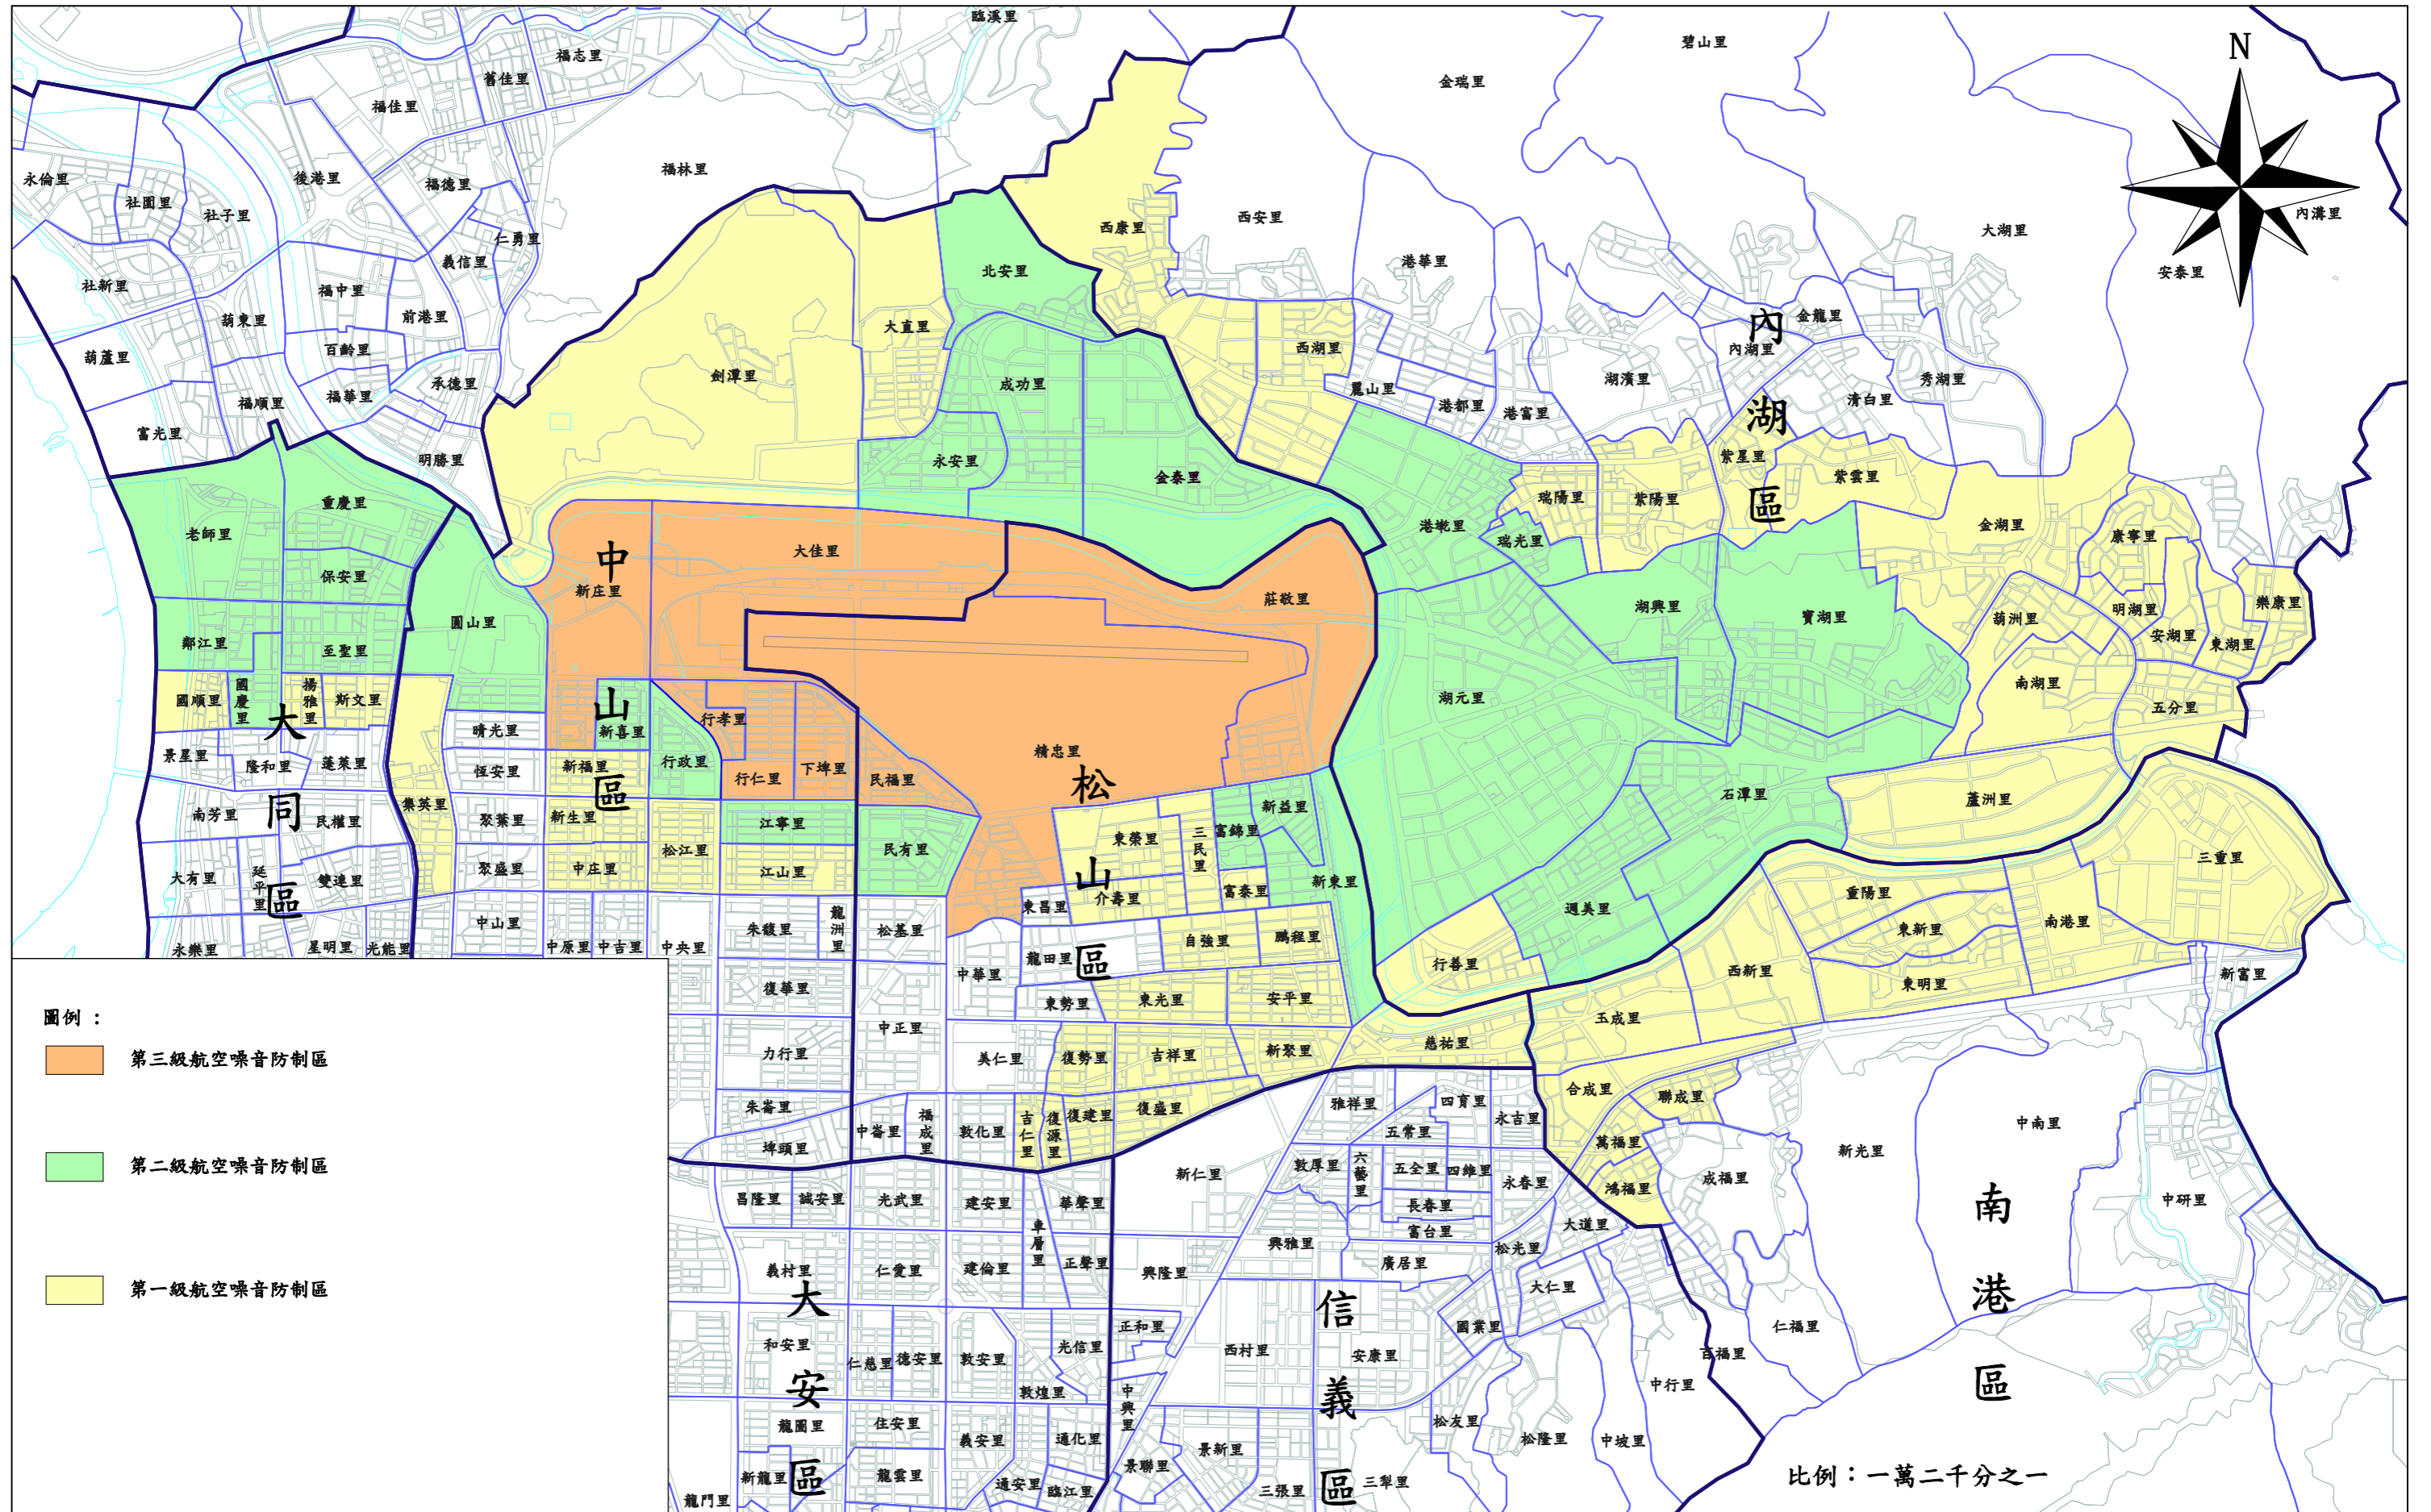 臨溪里
碧山里
福志里
舊佳里
金瑞里
福佳里
N
永倫里
後港里
福德里
福林里
社園里
社子里
西康里
西安里
大湖里
內溝里
仁勇里
義信里
港華里
北安里
安泰里
社新里
福中里
葫東里
前港里
大直里
金龍里
葫蘆里
百齡里
西湖里
內湖里
劍潭里
成功里
麗山里
湖濱里
秀湖里
承德里
福華里
福順里
港都里
港富里
清白里
富光里
明勝里
永安里
金泰里
紫星里
紫雲里
重慶里
瑞陽里
紫陽里
老師里
港墘里
瑞光里
金湖里
康寧里
大佳里
保安里
新庄里
莊敬里
湖興里
寶湖里
葫洲里
明湖里
樂康里
圓山里
鄰江里
至聖里
安湖里
東湖里
國順里
國慶里
揚雅里
斯文里
湖元里
南湖里
五分里
行孝里
晴光里
新喜里
精忠里
景星里
隆和里
蓬萊里
恆安里
新福里
行政里
行仁里
下埤里
民福里
石潭里
蘆洲里
集英里
南芳里
民權里
聚葉里
新生里
江寧里
東榮里
三民里
富錦里
新益里
松江里
民有里
三重里
大有里
延平里
雙連里
聚盛里
中庄里
江山里
介壽里
富泰里
新東里
重陽里
東昌里
週美里
東新里
南港里
永樂里
星明里
光能里
中山里
中原里
中吉里
中央里
朱馥里
龍洲里
松基里
自強里
鵬程里
龍田里
行善里
西新里
東明里
新富里
中華里
復華里
東勢里
東光里
安平里
中正里
玉成里
力行里
美仁里
復勢里
吉祥里
新聚里
慈祐里
合成里
聯成里
朱崙里
中崙里
福成里
敦化里
吉仁里
復源里
復建里
復盛里
雅祥里
四育里
永吉里
五常里
萬福里
中南里
埤頭里
新光里
新仁里
敦厚里
六藝里
五全里
四維里
永春里
鴻福里
成福里
昌隆里
誠安里
光武里
建安里
華聲里
長春里
中研里
車層里
富台里
大道里
興雅里
松光里
義村里
仁愛里
建倫里
正聲里
興隆里
廣居里
大仁里
正和里
國業里
仁福里
和安里
仁慈里
德安里
敦安里
光信里
西村里
安康里
百福里
敦煌里
中興里
中行里
龍圖里
住安里
義安里
通化里
景新里
松友里
松隆里
中坡里
新龍里
龍雲里
通安里
臨江里
景聯里
三張里
三犁里
龍門里
中山區
大同區
松山區
內湖區
南港區
大安區
信義區
圖例：
第三級航空噪音防制區
第二級航空噪音防制區
第一級航空噪音防制區
比例：一萬二千分之一